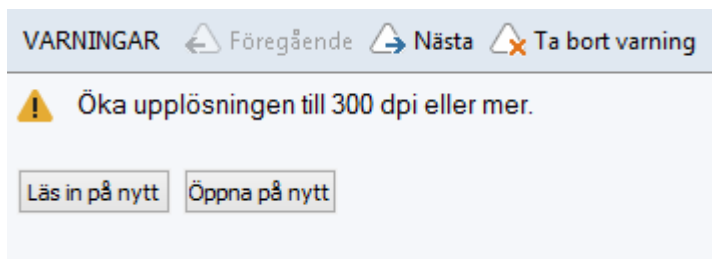 VARNINGAR Föregående Nästa Ta bort varning
Öka upplösningen till 300 dpi eller mer.
Läs in på nytt Öppna på nytt